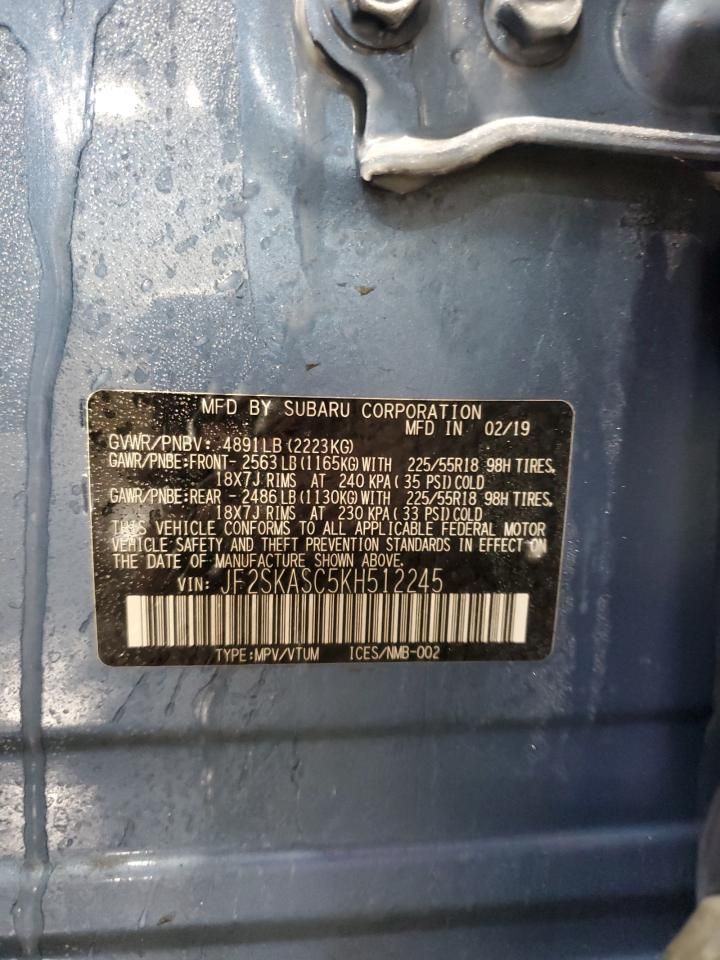 MFD BY SUBARU CORPORATION
MFD IN 02/19
GVWR/PNBV: 4891LB (2223KG)
GAWR/PNBE:FRONT- 2563LB (1165KG) WITH 225/55R18 98H TIRES,
18X7J RIMS AT 240 KPA ( 35 PSI) COLD
GAWR/PNBE:REAR - 2486LB (1130KG) WITH 225/55R18 98H TIRES,
18X7J RIMS AT 230 KPA ( 33 PSI) COLD
THIS VEHICLE CONFORMS TO ALL APPLICABLE FEDERAL MOTOR
VEHICLE SAFETY AND THEFT PREVENTION STANDARDS IN EFFECT ON
THE DATE OF MANUFACTURE SHOWN ABOVE.
VIN: JF2SKASC5KH512245
TYPE:MPV/VTUM ICES/NMB-002